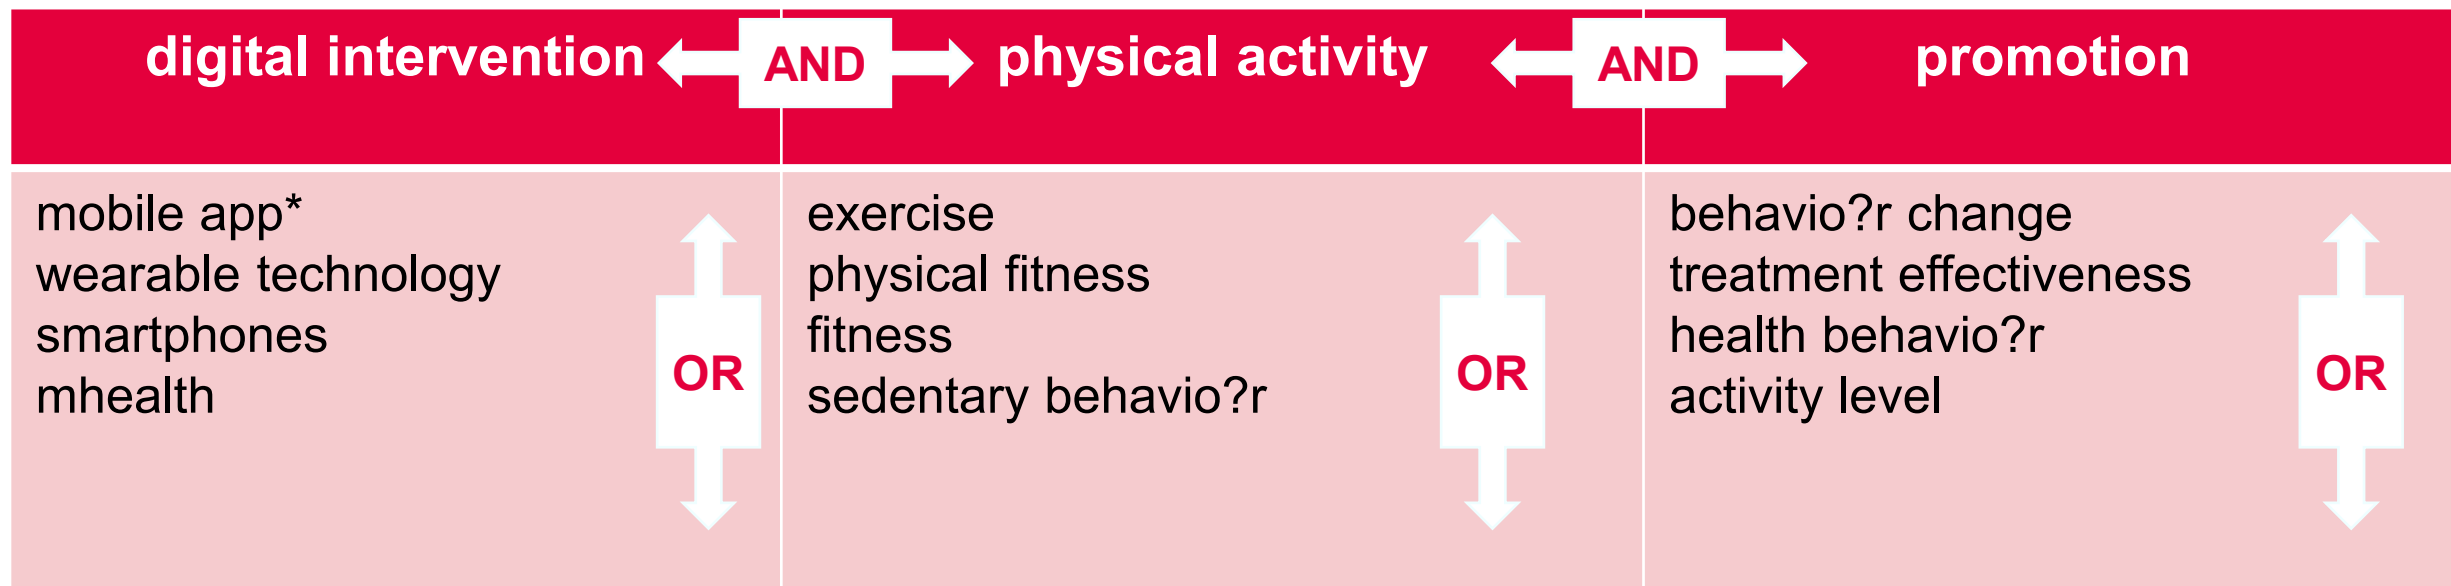 digital intervention AND physical activity AND promotion
mobile app*
wearable technology
smartphones
mhealth
OR
exercise
physical fitness
fitness
sedentary behavio?r
OR
behavio?r change
treatment effectiveness
health behavio?r
activity level
OR